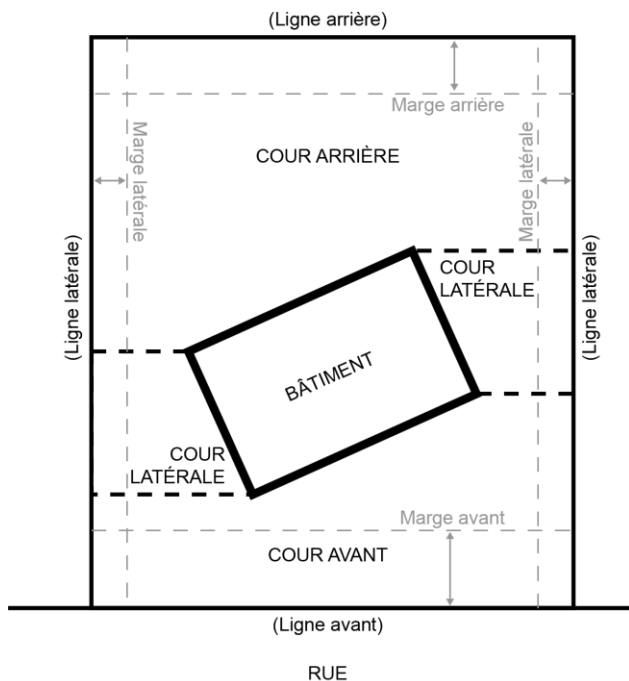 (Ligne arrière)
Marge arrière
Marge latérale
Marge latérale
COUR ARRIÈRE
(Ligne latérale)
(Ligne latérale)
COUR
LATÉRALE
BÂTIMENT
COUR
LATÉRALE
Marge avant
COUR AVANT
(Ligne avant)
RUE